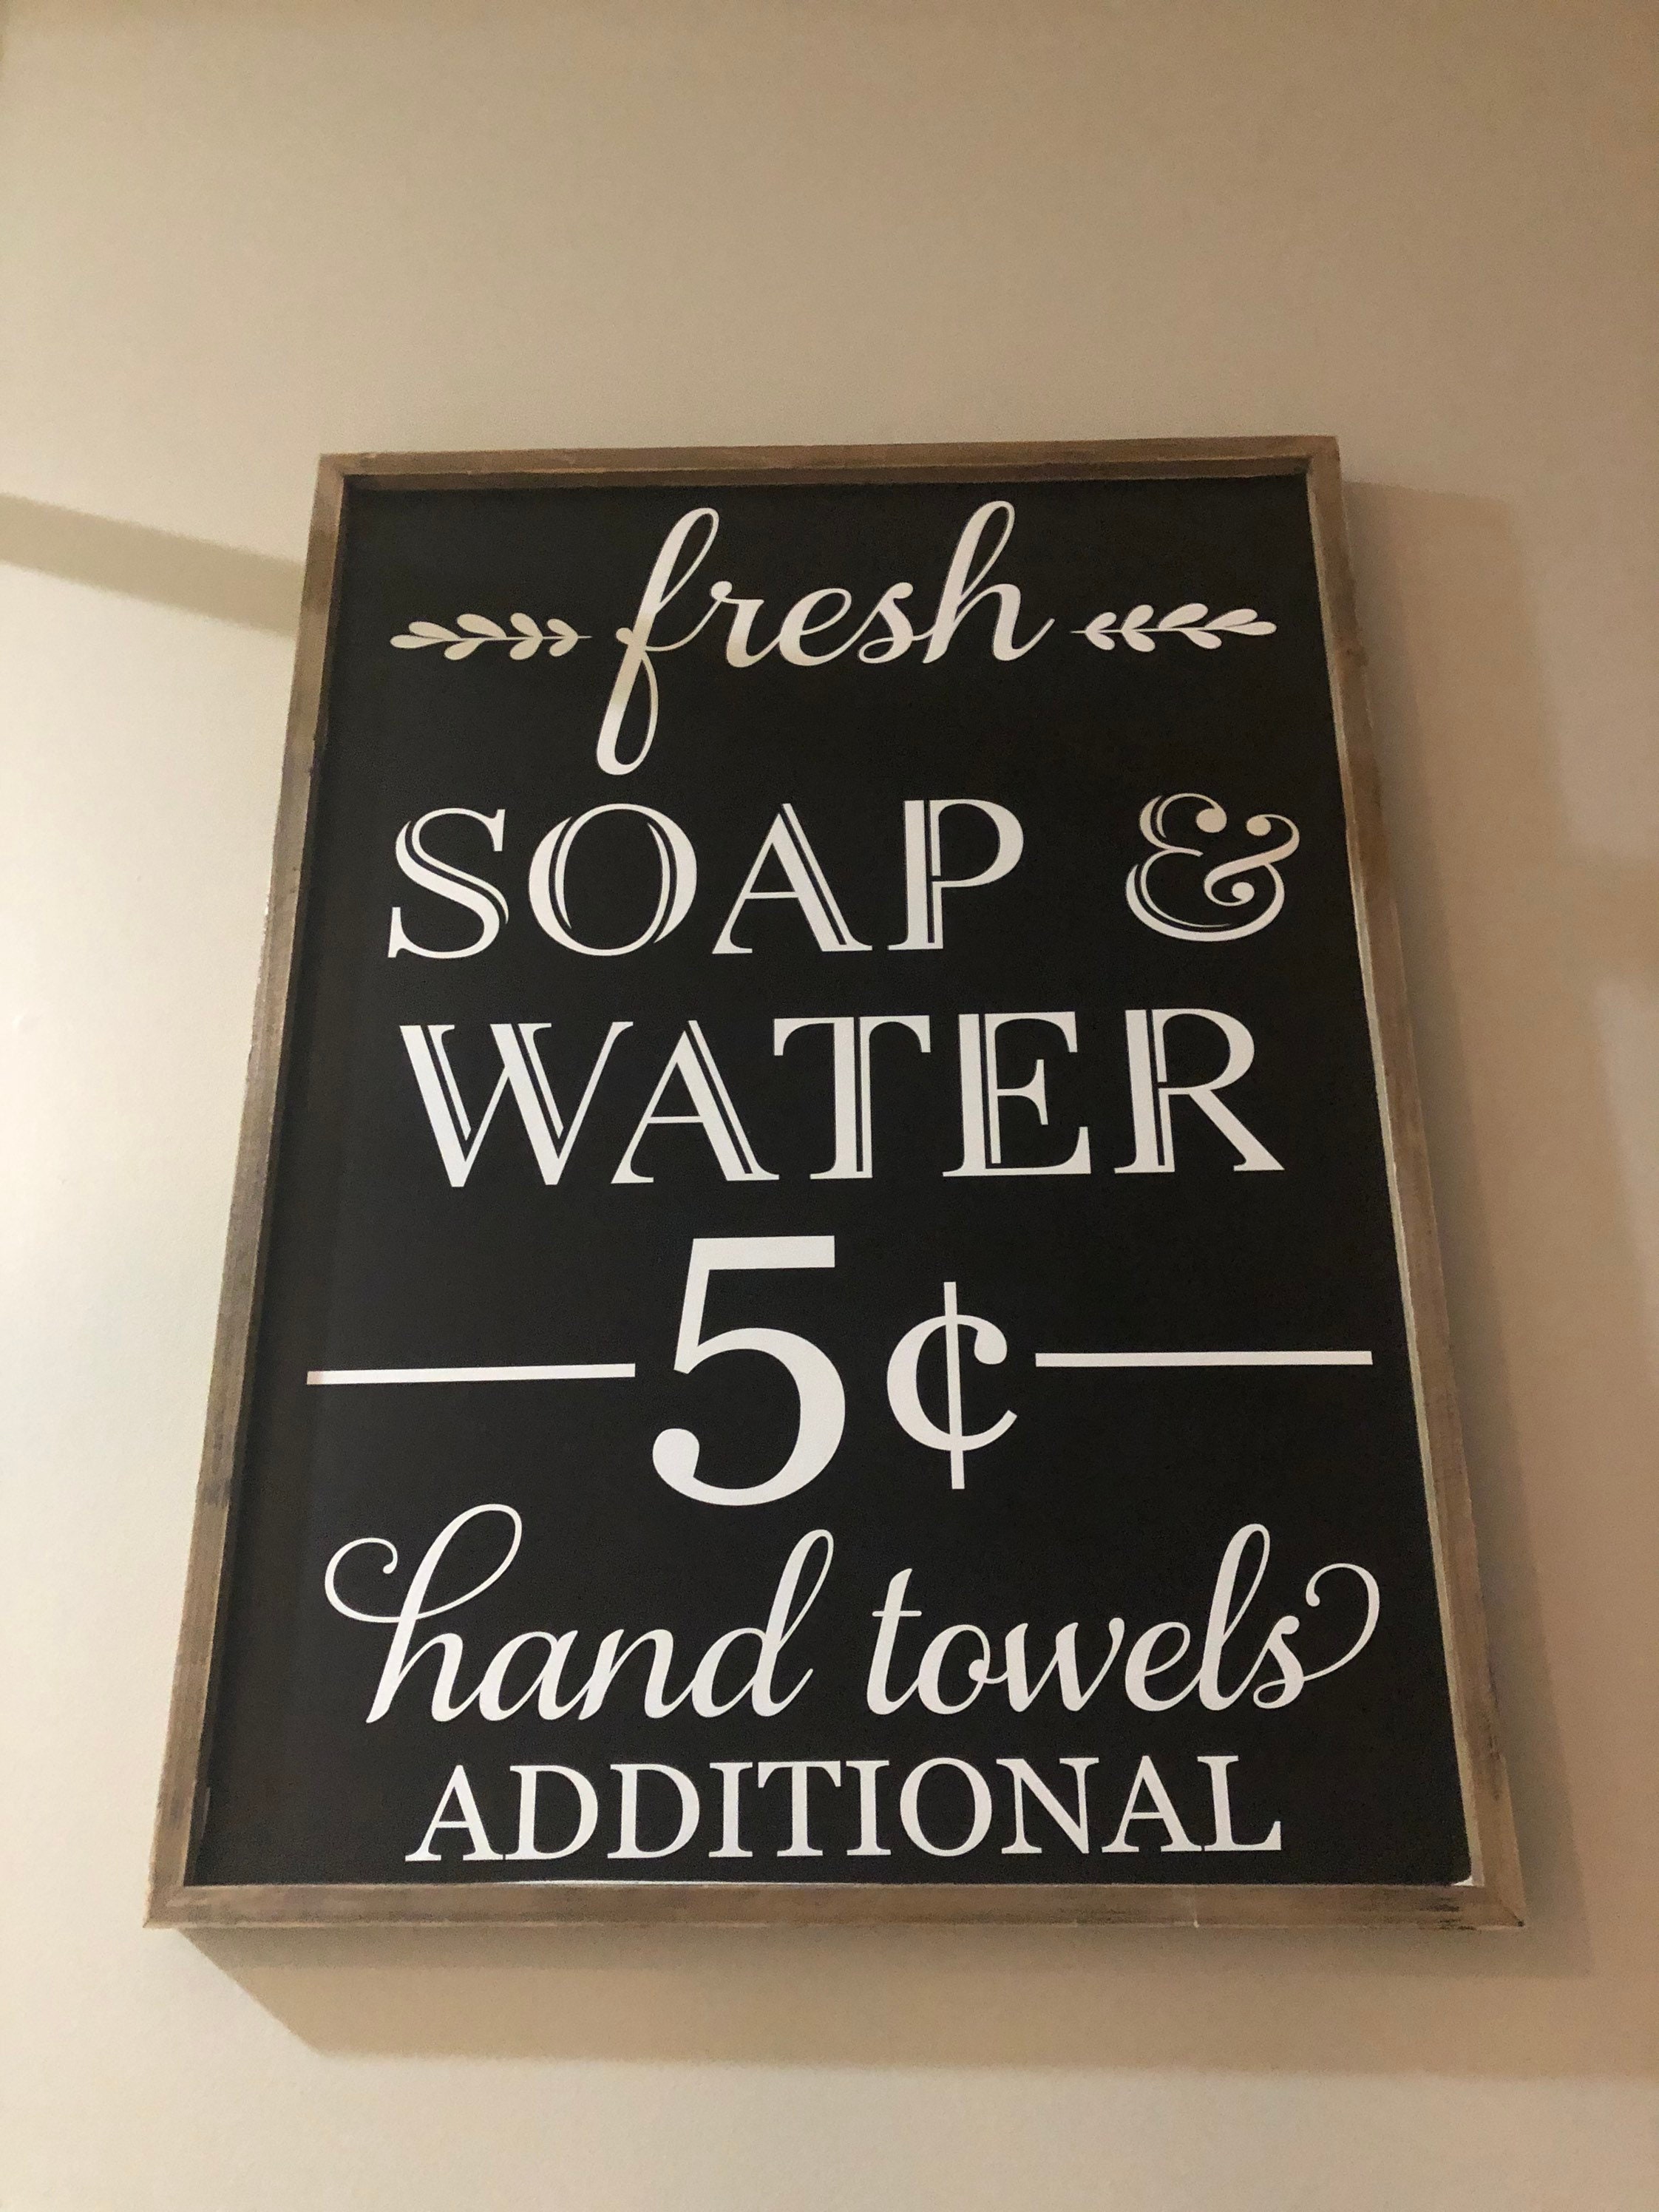 fresh
SOAP &
WATER
5¢
hand towels
ADDITIONAL